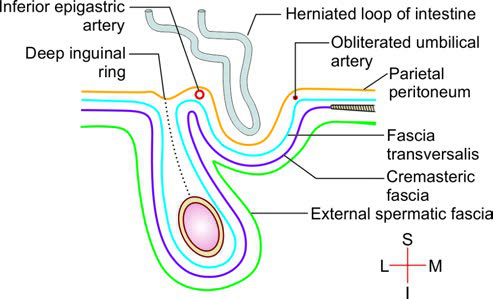 Inferior epigastric
artery
Herniated loop of intestine
Deep inguinal
ring
Obliterated umbilical
artery
Parietal
peritoneum
Fascia
transversalis
Cremasteric
fascia
External spermatic fascia
S
L M
I